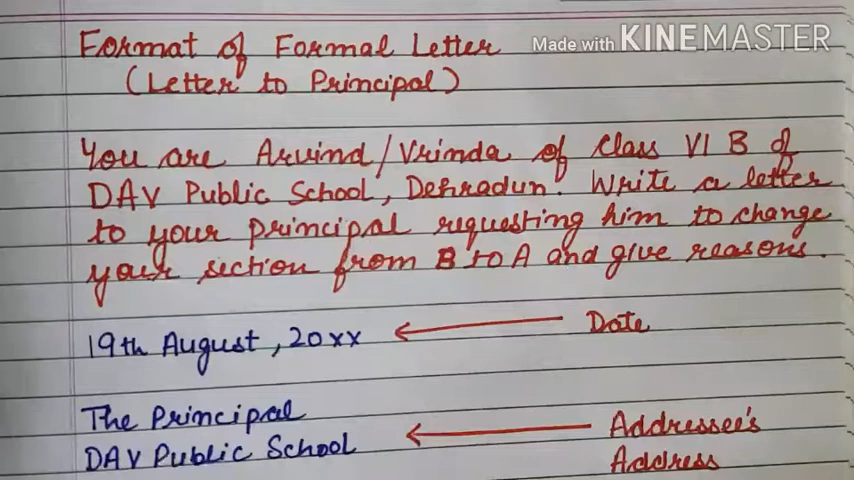 Format of Formal Letter
Made with KINEMASTER
(Letter to Principal)
You are Arvind/Vrinda of Class VI B of
DAV Public School, Dehradun. Write a letter
to your principal requesting him to change
your section from B to A and give reasons.
19th August, 20xx
Date
The Principal
Addressee's
DAV Public School
Address